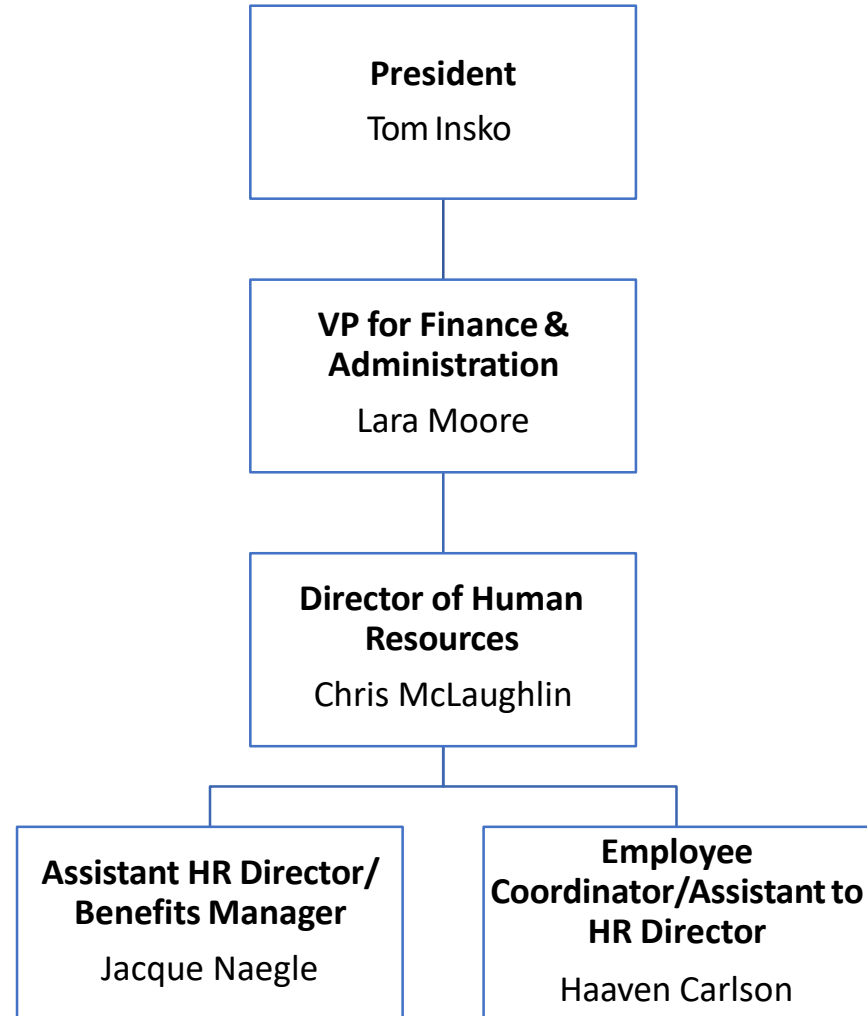 President
Tom Insko
VP for Finance &
Administration
Lara Moore
Director of Human
Resources
Chris McLaughlin
Assistant HR Director/
Benefits Manager
Jacque Naegle
Employee
Coordinator/Assistant to
HR Director
Haaven Carlson